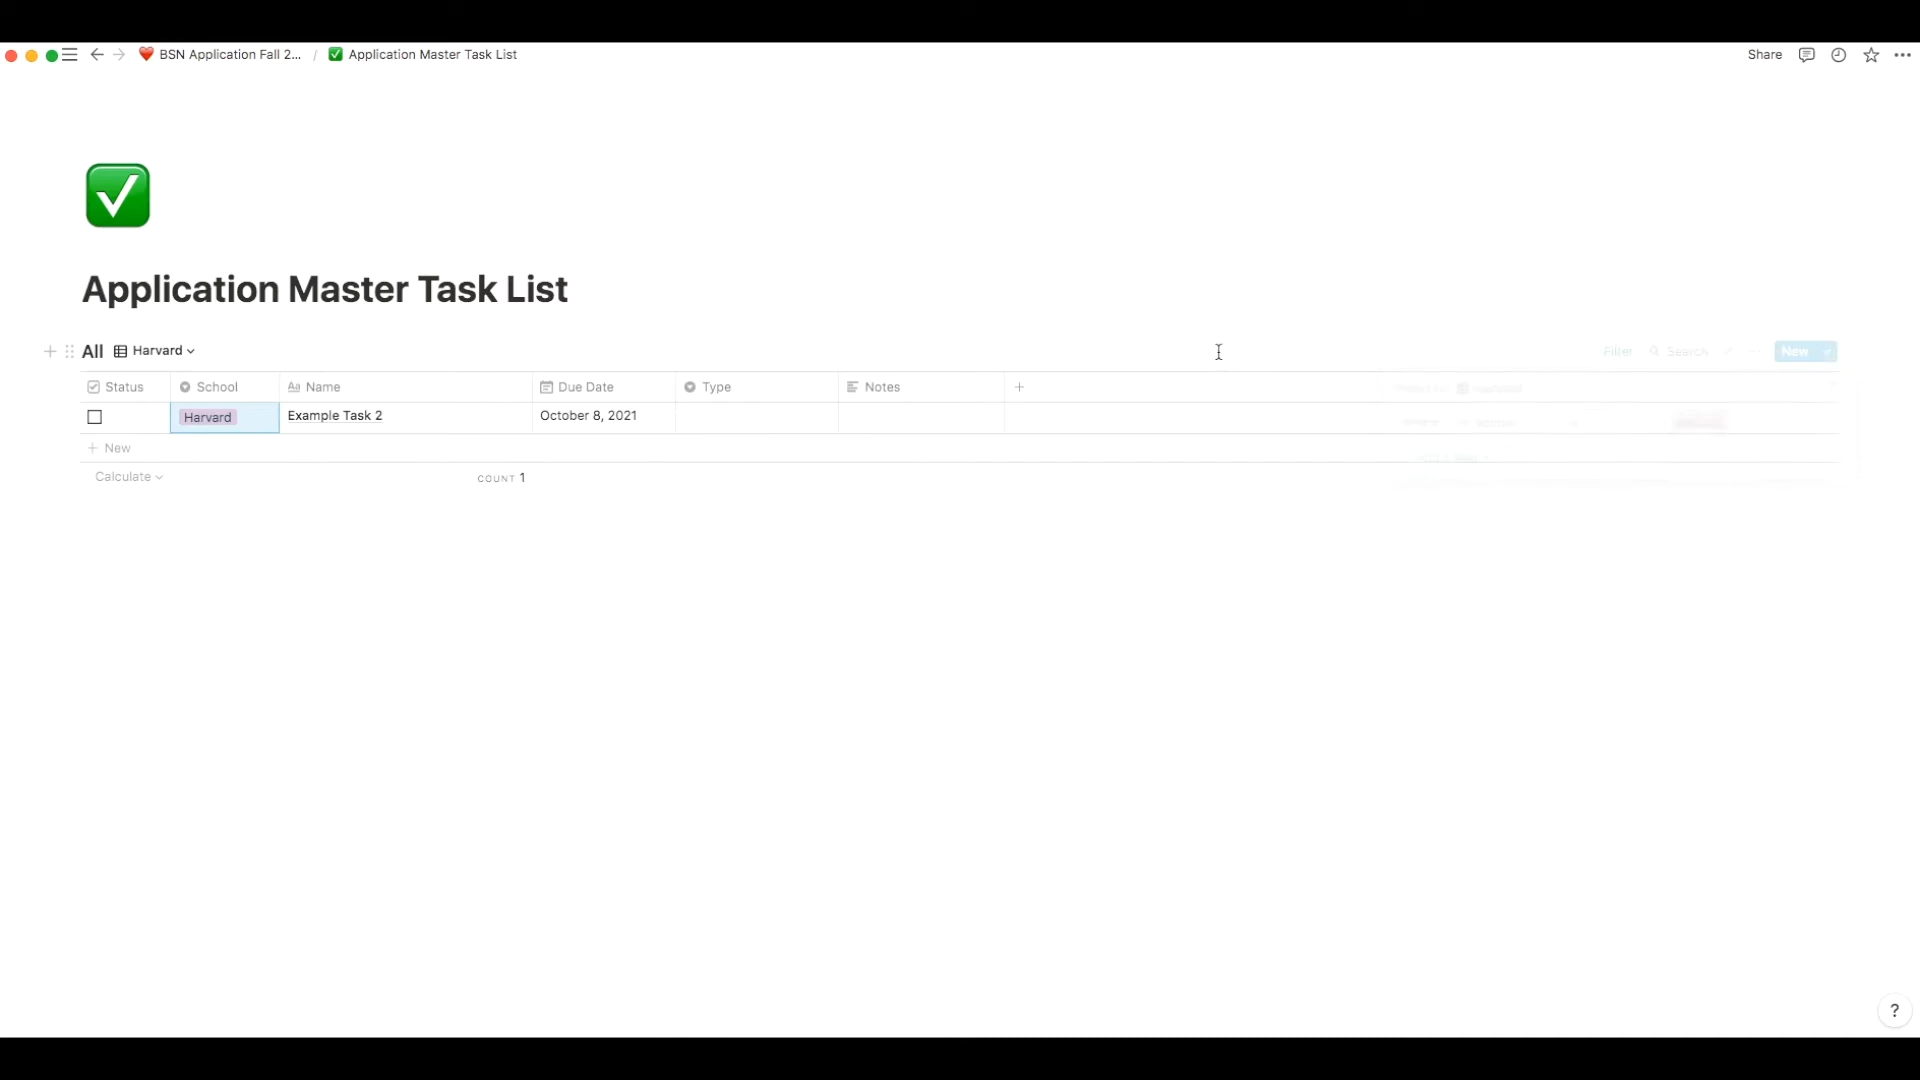 BSN Application Fall 2... / Application Master Task List
Share
Application Master Task List
All Harvard
Filter Search New
Status School Name Due Date Type Notes
Harvard Example Task 2 October 8, 2021
New
Calculate COUNT 1
?